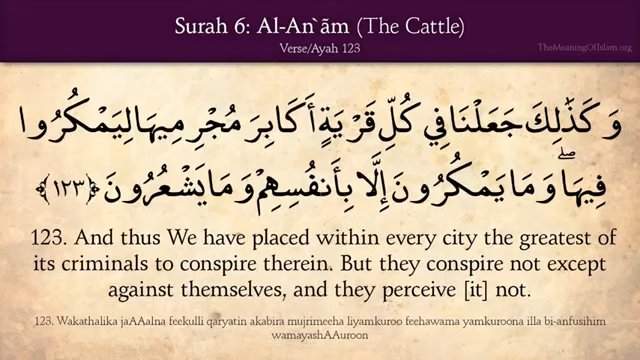 Surah 6: Al-An`ãm (The Cattle)
Verse/Ayah 123
TheMeaningOfIslam.org
وَكَذَٰلِكَ جَعَلْنَا فِي كُلِّ قَرْيَةٍ أَكَابِرَ مُجْرِمِيهَا لِيَمْكُرُوا
فِيهَا ۖ وَمَا يَمْكُرُونَ إِلَّا بِأَنفُسِهِمْ وَمَا يَشْعُرُونَ ﴿١٢٣﴾
123. And thus We have placed within every city the greatest of
its criminals to conspire therein. But they conspire not except
against themselves, and they perceive [it] not.
123. Wakathalika jaAAalna feekulli qaryatin akabira mujrimeeha liyamkuroo feehawama yamkuroona illa bi-anfusihim
wamayashAAuroon